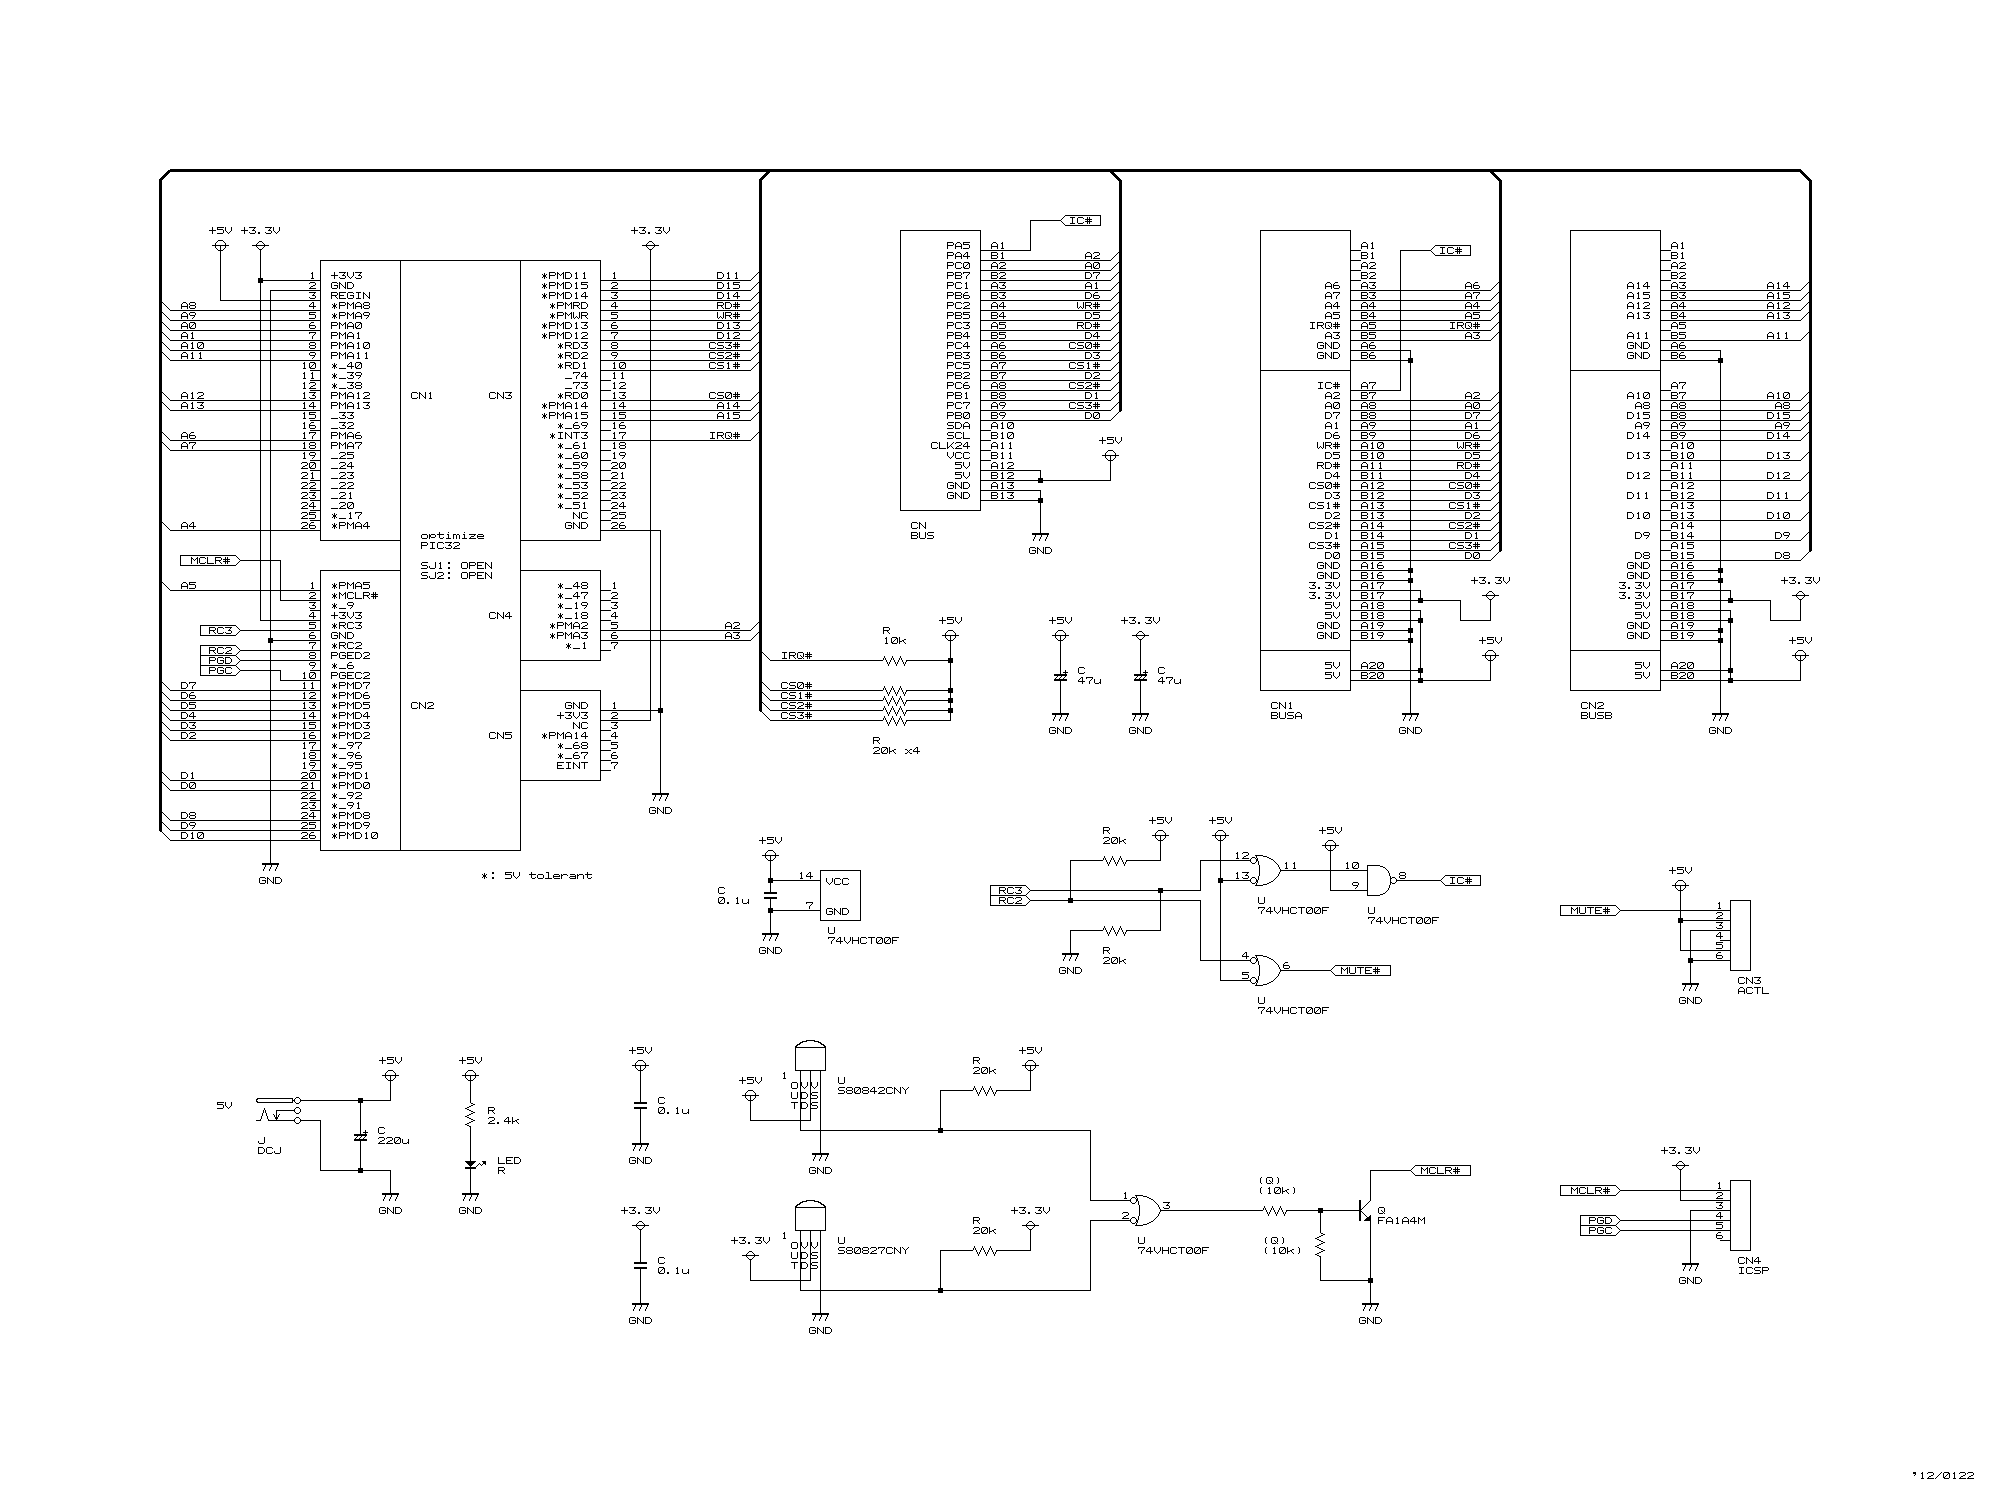 +5V +3.3V
+3.3V
1 +3V3
2 GND
3 REGIN
A8 4 *PMA8
A9 5 *PMA9
A0 6 PMA0
A1 7 PMA1
A10 8 PMA10
A11 9 PMA11
10 *_40
11 *_39
12 *_38
A12 13 PMA12
A13 14 PMA13
15 _33
16 _32
A6 17 PMA6
A7 18 PMA7
19 _25
20 _24
21 _23
22 _22
23 _21
24 _20
25 *_17
A4 26 *PMA4
CN1 CN3
optimize
PIC32
SJ1: OPEN
SJ2: OPEN
*PMD11 1 D11
*PMD15 2 D15
*PMD14 3 D14
*PMRD 4 RD#
*PMWR 5 WR#
*PMD13 6 D13
*PMD12 7 D12
*RD3 8 CS3#
*RD2 9 CS2#
*RD1 10 CS1#
_74 11
_73 12
*RD0 13 CS0#
*PMA14 14 A14
*PMA15 15 A15
*_69 16
*INT3 17 IRQ#
*_61 18
*_60 19
*_59 20
*_58 21
*_53 22
*_52 23
*_51 24
NC 25
GND 26
MCLR#
A5 1 *PMA5
2 *MCLR#
3 *_9
4 +3V3
RC3 5 *RC3
6 GND
RC2 7 *RC2
PGD 8 PGED2
9 *_6
PGC 10 PGEC2
D7 11 *PMD7
D6 12 *PMD6
D5 13 *PMD5
D4 14 *PMD4
D3 15 *PMD3
D2 16 *PMD2
17 *_97
18 *_96
19 *_95
D1 20 *PMD1
D0 21 *PMD0
22 *_92
23 *_91
D8 24 *PMD8
D9 25 *PMD9
D10 26 *PMD10
CN2
GND
CN4
*_48 1
*_47 2
*_19 3
*_18 4
*PMA2 5 A2
*PMA3 6 A3
*_1 7
CN5
GND 1
+3V3 2
NC 3
*PMA14 4
*_68 5
*_67 6
EINT 7
GND
*: 5V tolerant
IC#
PA5 A1
PA4 B1 A2
PC0 A2 A0
PB7 B2 D7
PC1 A3 A1
PB6 B3 D6
PC2 A4 WR#
PB5 B4 D5
PC3 A5 RD#
PB4 B5 D4
PC4 A6 CS0#
PB3 B6 D3
PC5 A7 CS1#
PB2 B7 D2
PC6 A8 CS2#
PB1 B8 D1
PC7 A9 CS3#
PB0 B9 D0
SDA A10
SCL B10
CLK24 A11
VCC B11
5V A12
5V B12
GND A13
GND B13
+5V
CN
BUS
GND
R
10k
+5V
IRQ#
CS0#
CS1#
CS2#
CS3#
R
20k x4
+5V
C
47u
GND
+3.3V
C
47u
GND
IC#
A1
B1
A2
B2
A6 A3 A6
A7 B3 A7
A4 A4 A4
A5 B4 A5
IRQ# A5 IRQ#
A3 B5 A3
GND A6
GND B6
IC# A7
A2 B7 A2
A0 A8 A0
D7 B8 D7
A1 A9 A1
D6 B9 D6
WR# A10 WR#
D5 B10 D5
RD# A11 RD#
D4 B11 D4
CS0# A12 CS0#
D3 B12 D3
CS1# A13 CS1#
D2 B13 D2
CS2# A14 CS2#
D1 B14 D1
CS3# A15 CS3#
D0 B15 D0
GND A16
GND B16
3.3V A17
3.3V B17
5V A18
5V B18
GND A19
GND B19
5V A20
5V B20
+3.3V
+5V
CN1
BUSA
GND
A1
B1
A2
B2
A14 A3 A14
A15 B3 A15
A12 A4 A12
A13 B4 A13
A5
A11 B5 A11
GND A6
GND B6
A7
A10 B7 A10
A8 A8 A8
D15 B8 D15
A9 A9 A9
D14 B9 D14
A10
D13 B10 D13
A11
D12 B11 D12
A12
D11 B12 D11
A13
D10 B13 D10
A14
D9 B14 D9
A15
D8 B15 D8
GND A16
GND B16
3.3V A17
3.3V B17
5V A18
5V B18
GND A19
GND B19
5V A20
5V B20
+3.3V
+5V
CN2
BUSB
GND
+5V
14 VCC
C
0.1u
7 GND
U
74VHCT00F
GND
R
20k
+5V
+5V
+5V
RC3
RC2
12
13
11
U
74VHCT00F
10
9
8
IC#
U
74VHCT00F
GND
R
20k
4
5
6
MUTE#
U
74VHCT00F
+5V
MUTE#
1
2
3
4
5
6
CN3
ACTL
GND
5V
+5V
J
DCJ
C
220u
GND
+5V
R
2.4k
LED
R
GND
+5V
C
0.1u
GND
+3.3V
C
0.1u
GND
+5V
1
OVV
UDS
TDS
U
S80842CNY
GND
R
20k
+5V
+3.3V
1
OVV
UDS
TDS
U
S80827CNY
GND
R
20k
+3.3V
1
2
3
U
74VHCT00F
(Q)
(10k)
(Q)
(10k)
MCLR#
Q
FA1A4M
GND
+3.3V
MCLR#
PGD
PGC
1
2
3
4
5
6
CN4
ICSP
GND
'12/0122